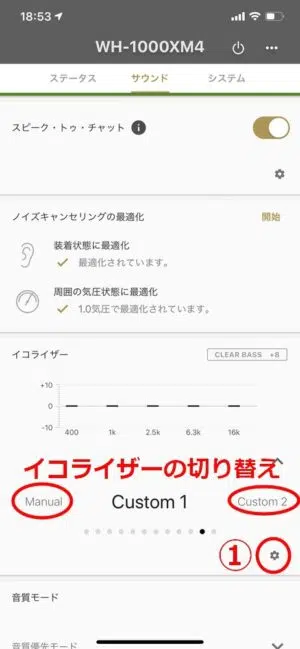 18:53
WH-1000XM4
ステータス サウンド システム
スピーク・トゥ・チャット i
ノイズキャンセリングの最適化 開始
装着状態に最適化
最適化されています。
周囲の気圧状態に最適化
1.0気圧で最適化されています。
イコライザー CLEAR BASS +8
+10
0
-10
400 1k 2.5k 6.3k 16k
イコライザーの切り替え
Manual Custom 1 Custom 2
①
音質モード
音質優先モード